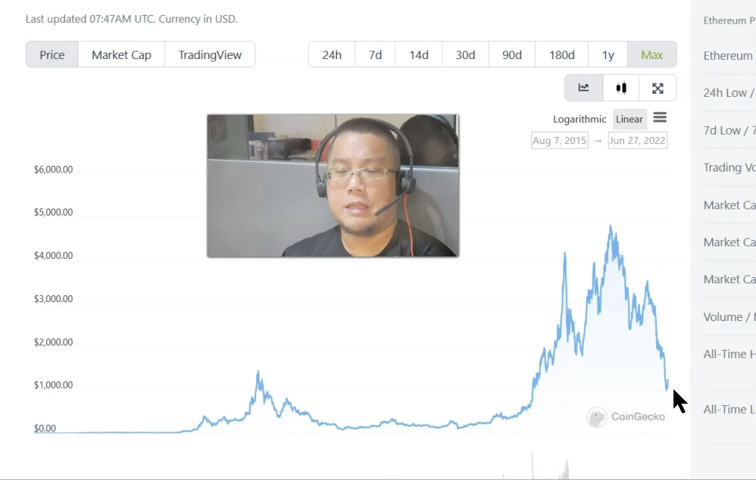 Last updated 07:47AM UTC. Currency in USD.
Ethereum P
Price Market Cap TradingView 24h 7d 14d 30d 90d 180d 1y Max
Ethereum
24h Low /
Logarithmic Linear
7d Low / 7
Aug 7, 2015 → Jun 27, 2022
$6,000.00
Trading Vo
$5,000.00
Market Ca
$4,000.00
Market Ca
Market Ca
$3,000.00
Volume / M
$2,000.00
All-Time H
$1,000.00
All-Time L
CoinGecko
$0.00